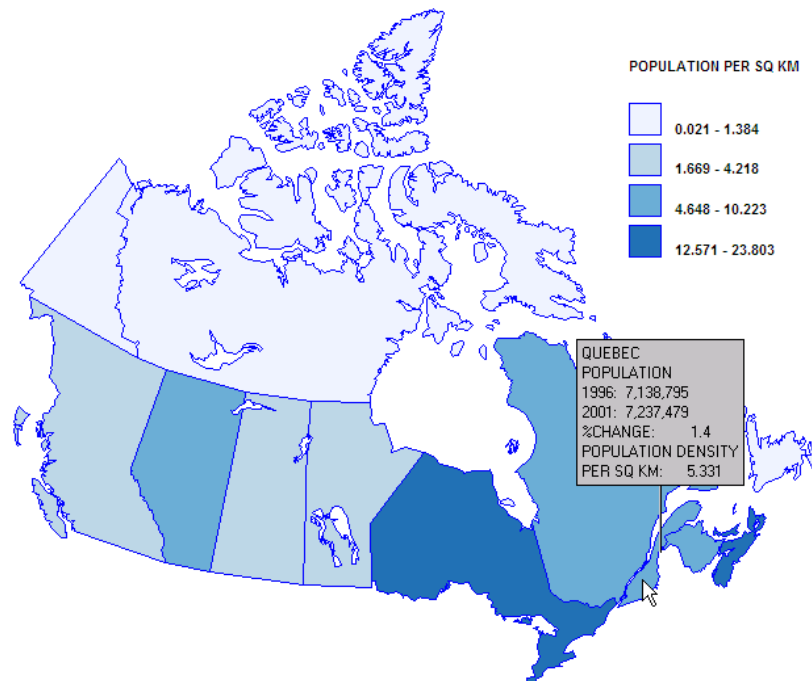 POPULATION PER SQ KM
0.021 - 1.384
1.669 - 4.218
4.648 - 10.223
12.571 - 23.803
QUEBEC
POPULATION
1996: 7,138,795
2001: 7,237,479
%CHANGE: 1.4
POPULATION DENSITY
PER SQ KM: 5.331